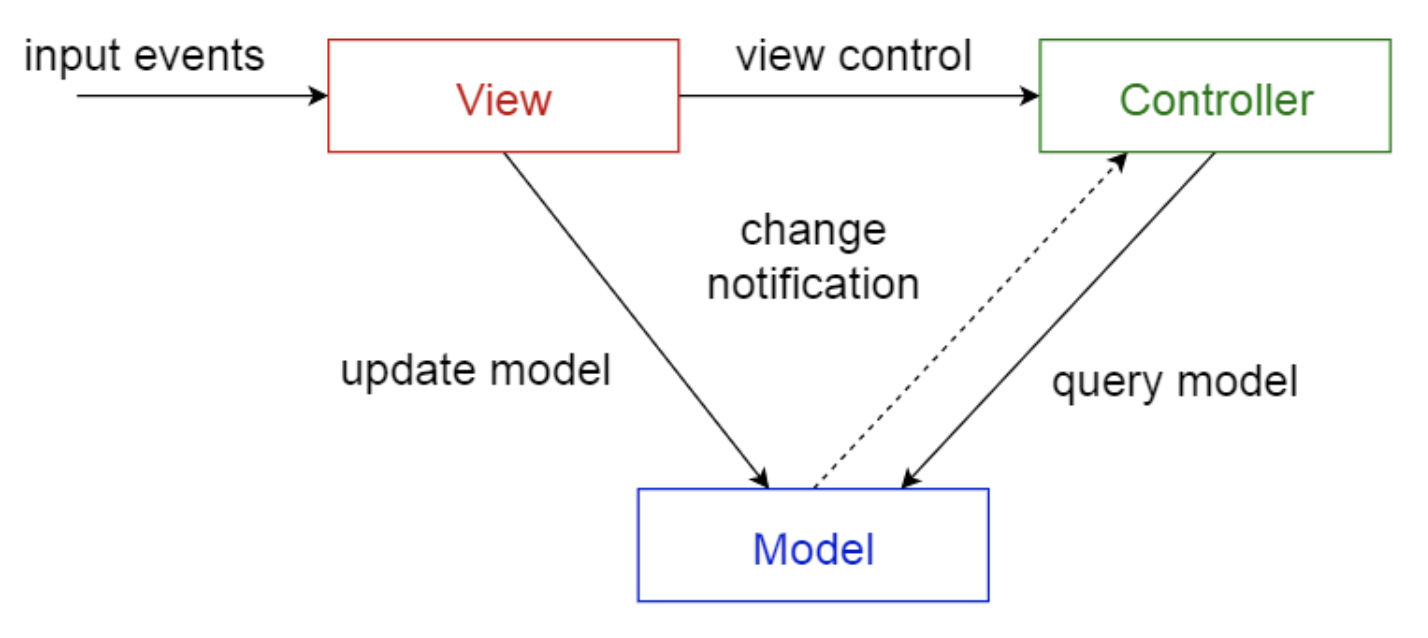 input events
View
view control
Controller
change
notification
update model
query model
Model